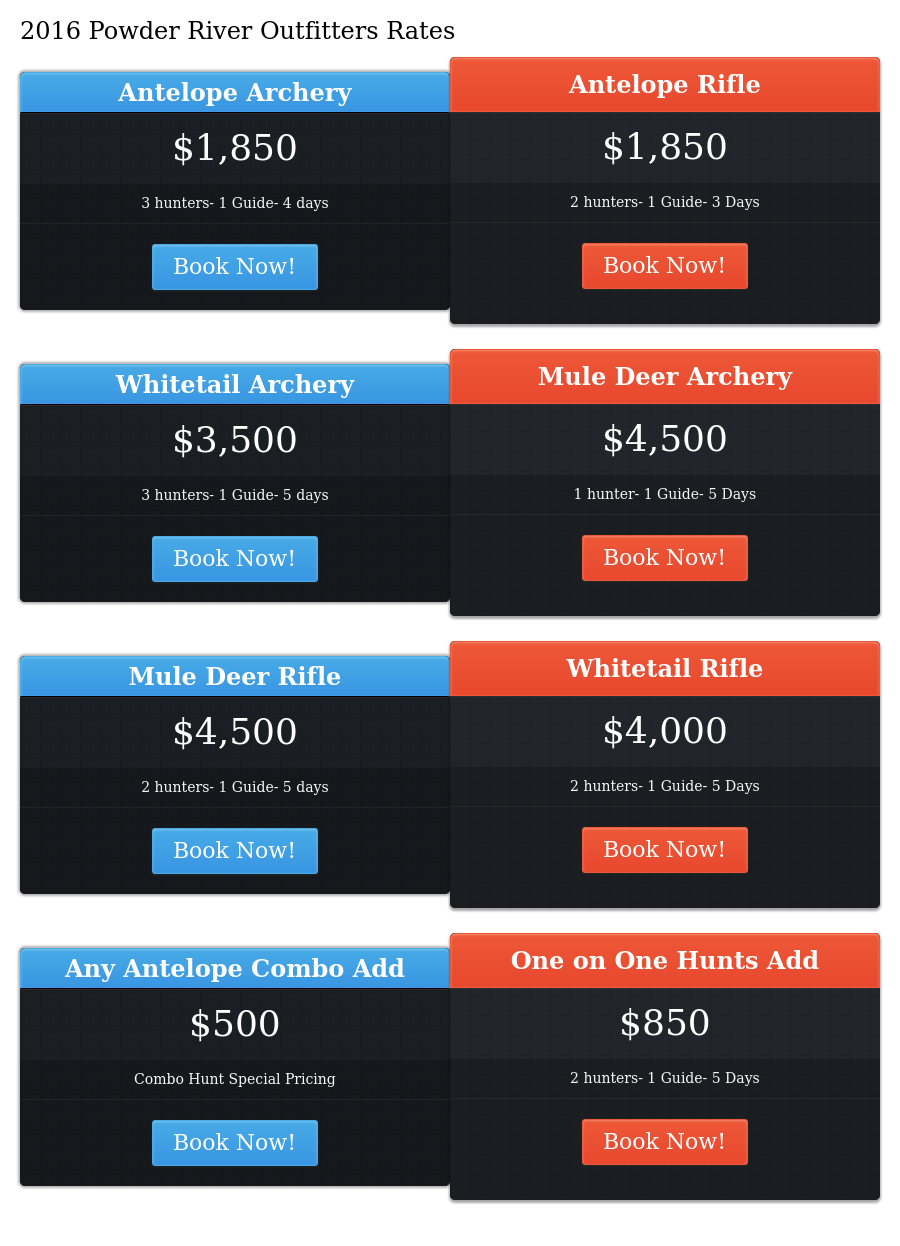 2016 Powder River Outfitters Rates
Antelope Archery
$1,850
3 hunters- 1 Guide- 4 days
Book Now!
Antelope Rifle
$1,850
2 hunters- 1 Guide- 3 Days
Book Now!
Whitetail Archery
$3,500
3 hunters- 1 Guide- 5 days
Book Now!
Mule Deer Archery
$4,500
1 hunter- 1 Guide- 5 Days
Book Now!
Mule Deer Rifle
$4,500
2 hunters- 1 Guide- 5 days
Book Now!
Whitetail Rifle
$4,000
2 hunters- 1 Guide- 5 Days
Book Now!
Any Antelope Combo Add
$500
Combo Hunt Special Pricing
Book Now!
One on One Hunts Add
$850
2 hunters- 1 Guide- 5 Days
Book Now!